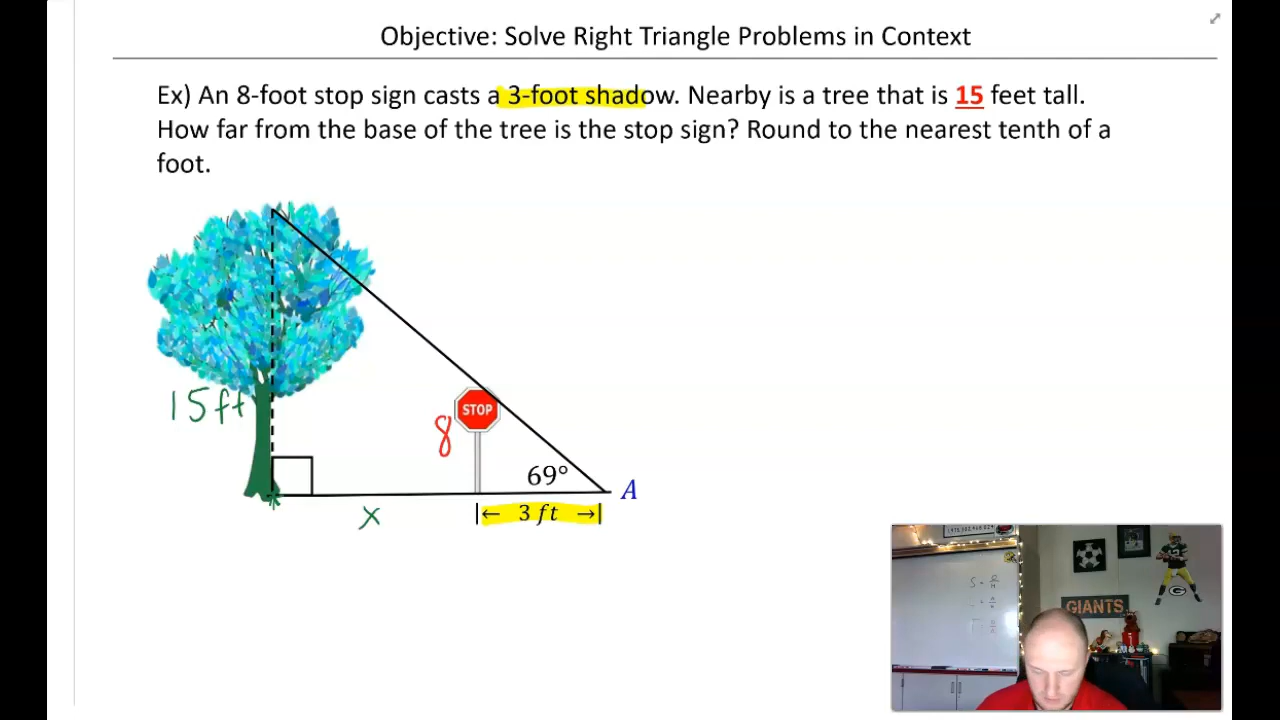 Objective: Solve Right Triangle Problems in Context
Ex) An 8-foot stop sign casts a 3-foot shadow. Nearby is a tree that is 15 feet tall.
How far from the base of the tree is the stop sign? Round to the nearest tenth of a
foot.
15ft
STOP
8
69°
A
x
|← 3 ft →|
GIANTS
G